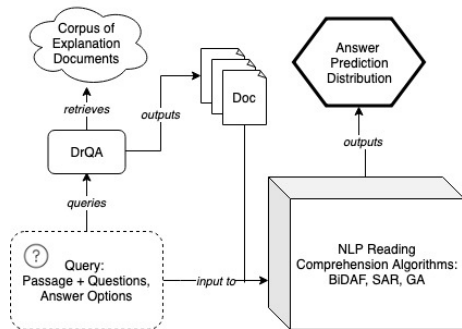 Corpus of
Explanation
Documents
Answer
Prediction
Distribution
Doc
retrieves
outputs
DrQA
outputs
queries
?
Query:
Passage + Questions,
Answer Options
input to
NLP Reading
Comprehension Algorithms:
BiDAF, SAR, GA